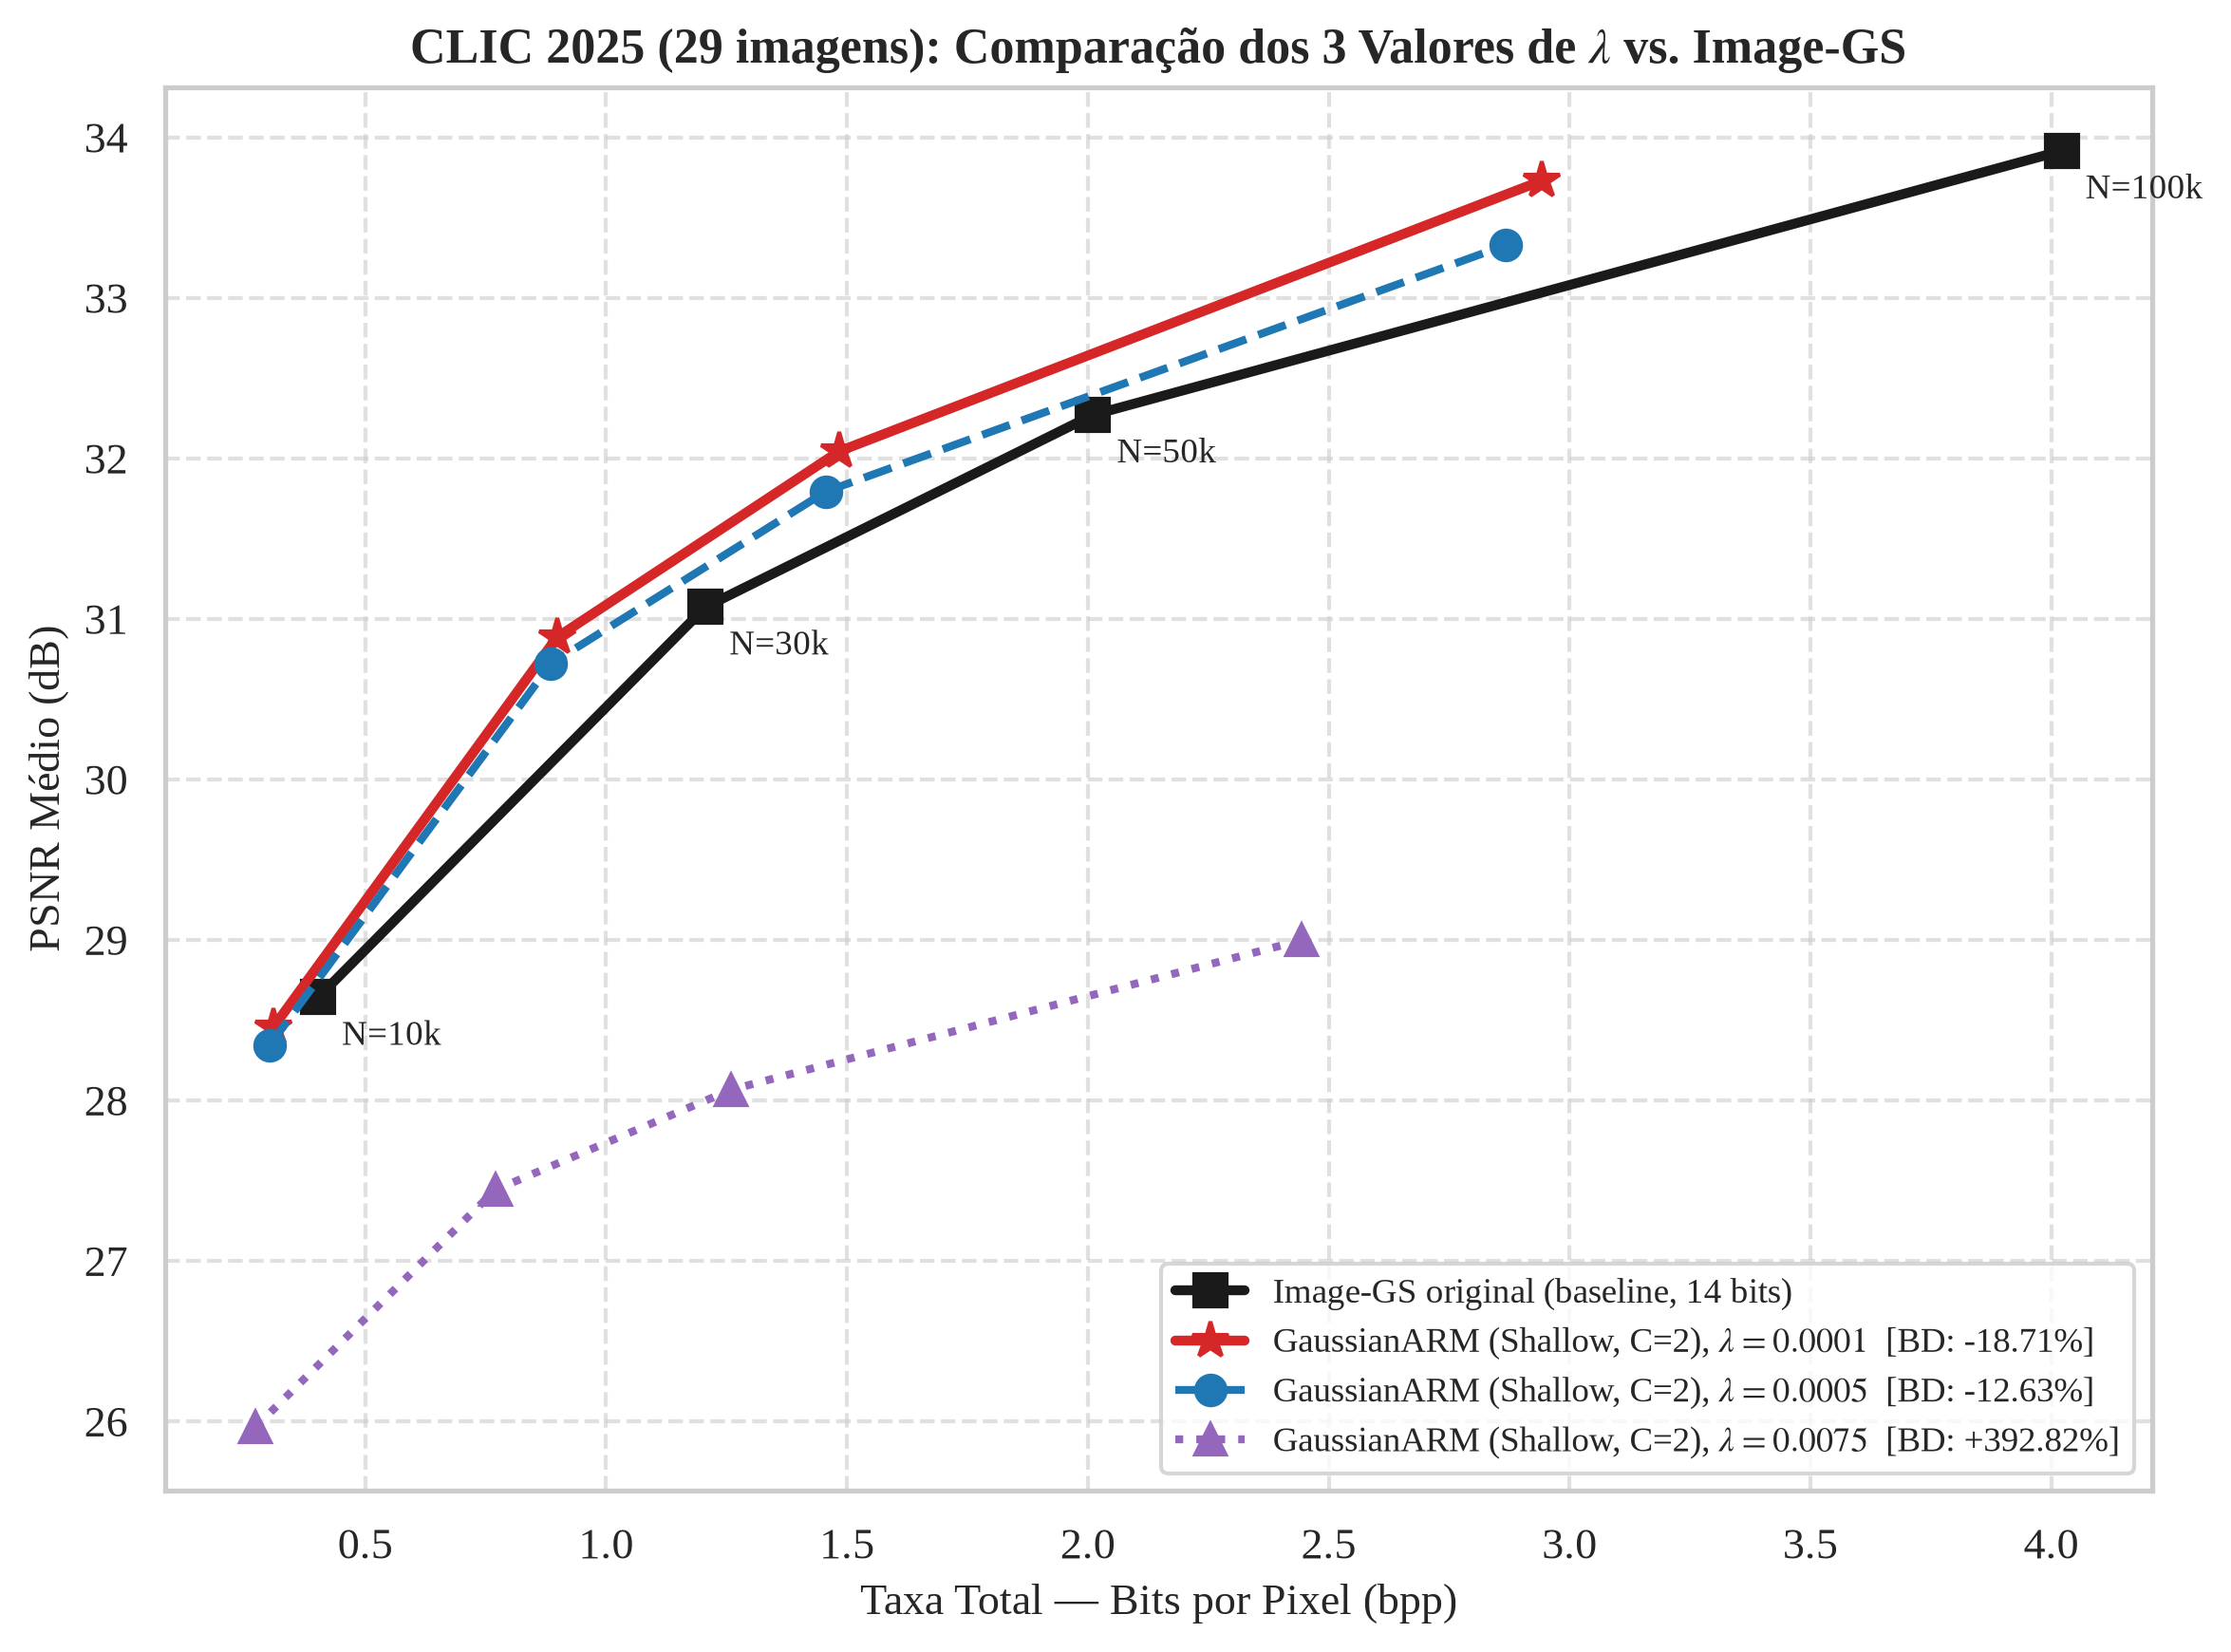 CLIC 2025 (29 imagens): Comparação dos 3 Valores de λ vs. Image-GS
PSNR Médio (dB)
34
33
32
31
30
29
28
27
26
N=100k
N=50k
N=30k
N=10k
Image-GS original (baseline, 14 bits)
GaussianARM (Shallow, C=2), λ = 0.0001 [BD: -18.71%]
GaussianARM (Shallow, C=2), λ = 0.0005 [BD: -12.63%]
GaussianARM (Shallow, C=2), λ = 0.0075 [BD: +392.82%]
0.5 1.0 1.5 2.0 2.5 3.0 3.5 4.0
Taxa Total — Bits por Pixel (bpp)